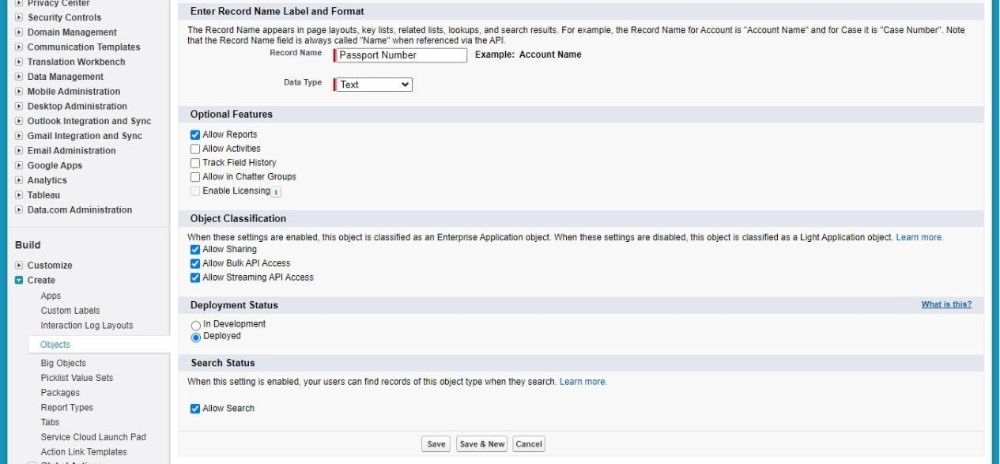 Privacy Center
Security Controls
Domain Management
Communication Templates
Translation Workbench
Data Management
Mobile Administration
Desktop Administration
Outlook Integration and Sync
Gmail Integration and Sync
Email Administration
Google Apps
Analytics
Tableau
Data.com Administration
Build
Customize
Create
Apps
Custom Labels
Interaction Log Layouts
Objects
Big Objects
Picklist Value Sets
Packages
Report Types
Tabs
Service Cloud Launch Pad
Action Link Templates
Enter Record Name Label and Format
The Record Name appears in page layouts, key lists, related lists, lookups, and search results. For example, the Record Name for Account is "Account Name" and for Case it is "Case Number". Note
that the Record Name field is always called "Name" when referenced via the API.
Record Name Passport Number Example: Account Name
Data Type Text
Optional Features
Allow Reports
Allow Activities
Track Field History
Allow in Chatter Groups
Enable Licensing i
Object Classification
When these settings are enabled, this object is classified as an Enterprise Application object. When these settings are disabled, this object is classified as a Light Application object. Learn more.
Allow Sharing
Allow Bulk API Access
Allow Streaming API Access
Deployment Status What is this?
In Development
Deployed
Search Status
When this setting is enabled, your users can find records of this object type when they search. Learn more.
Allow Search
Save Save & New Cancel